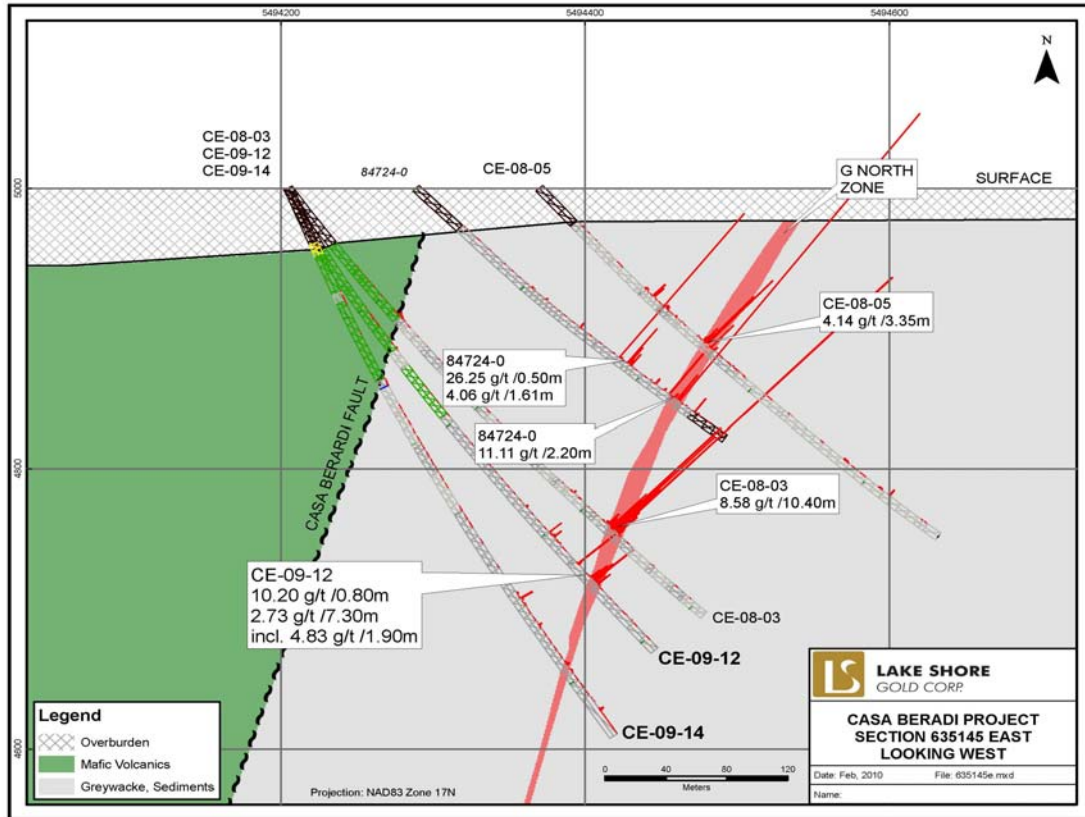 5494200
5494400
5494600
N
CE-08-03
CE-09-12
CE-09-14
84724-0
CE-08-05
G NORTH
ZONE
SURFACE
5000
CE-08-05
4.14 g/t /3.35m
84724-0
26.25 g/t /0.50m
4.06 g/t /1.61m
CASA BERARDI FAULT
84724-0
11.11 g/t /2.20m
4800
CE-08-03
8.58 g/t /10.40m
CE-09-12
10.20 g/t /0.80m
2.73 g/t /7.30m
incl. 4.83 g/t /1.90m
CE-08-03
CE-09-12
CE-09-14
4600
Legend
Overburden
Mafic Volcanics
Greywacke, Sediments
Projection: NAD83 Zone 17N
0 40 80 120
Meters
LS
LAKE SHORE
GOLD CORP.
CASA BERADI PROJECT
SECTION 635145 EAST
LOOKING WEST
Date: Feb, 2010 File: 635145e.mxd
Name: